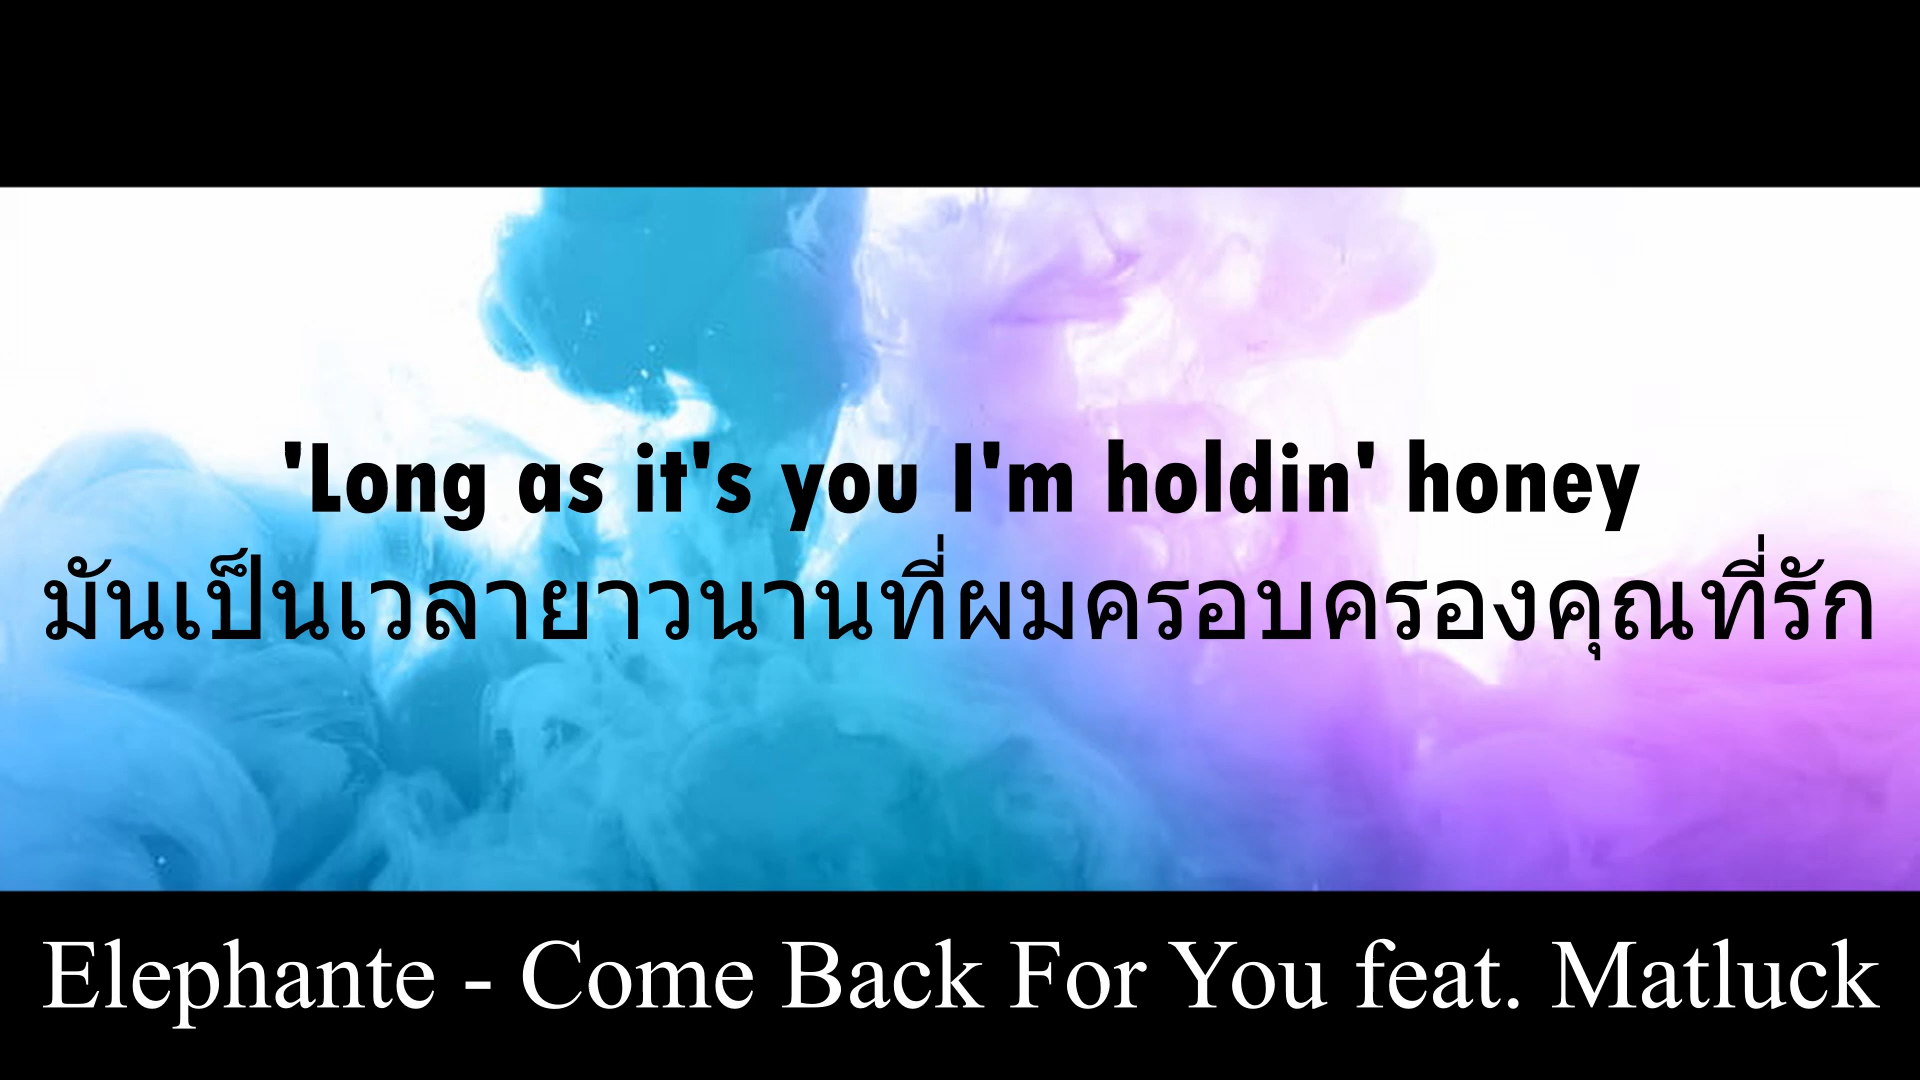 'Long as it's you I'm holdin' honey
มันเป็นเวลายาวนานที่ผมครอบครองคุณที่รัก
Elephante - Come Back For You feat. Matluck